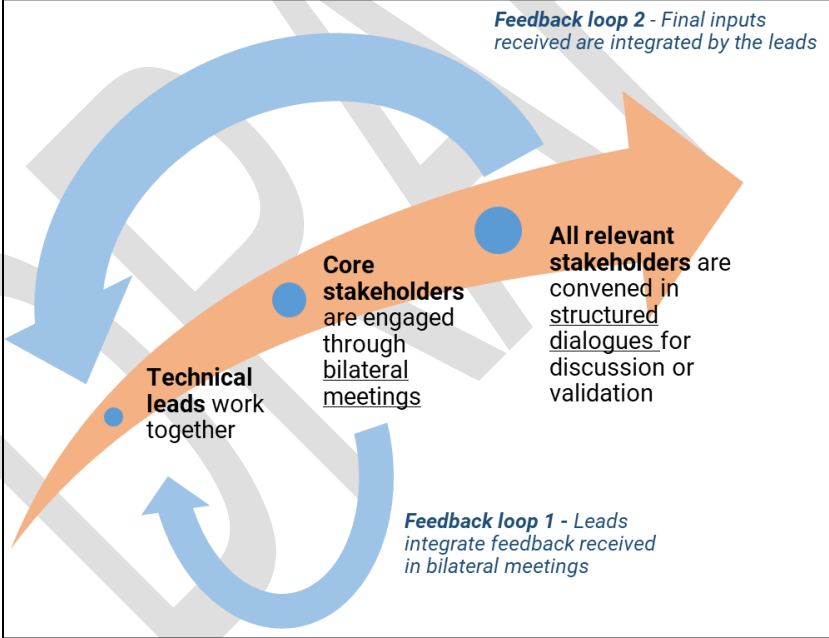 Feedback loop 2 - Final inputs
received are integrated by the leads
All relevant
stakeholders are
convened in
structured
dialogues for
discussion or
validation
Core
stakeholders
are engaged
through
bilateral
meetings
Technical
leads work
together
Feedback loop 1 - Leads
integrate feedback received
in bilateral meetings